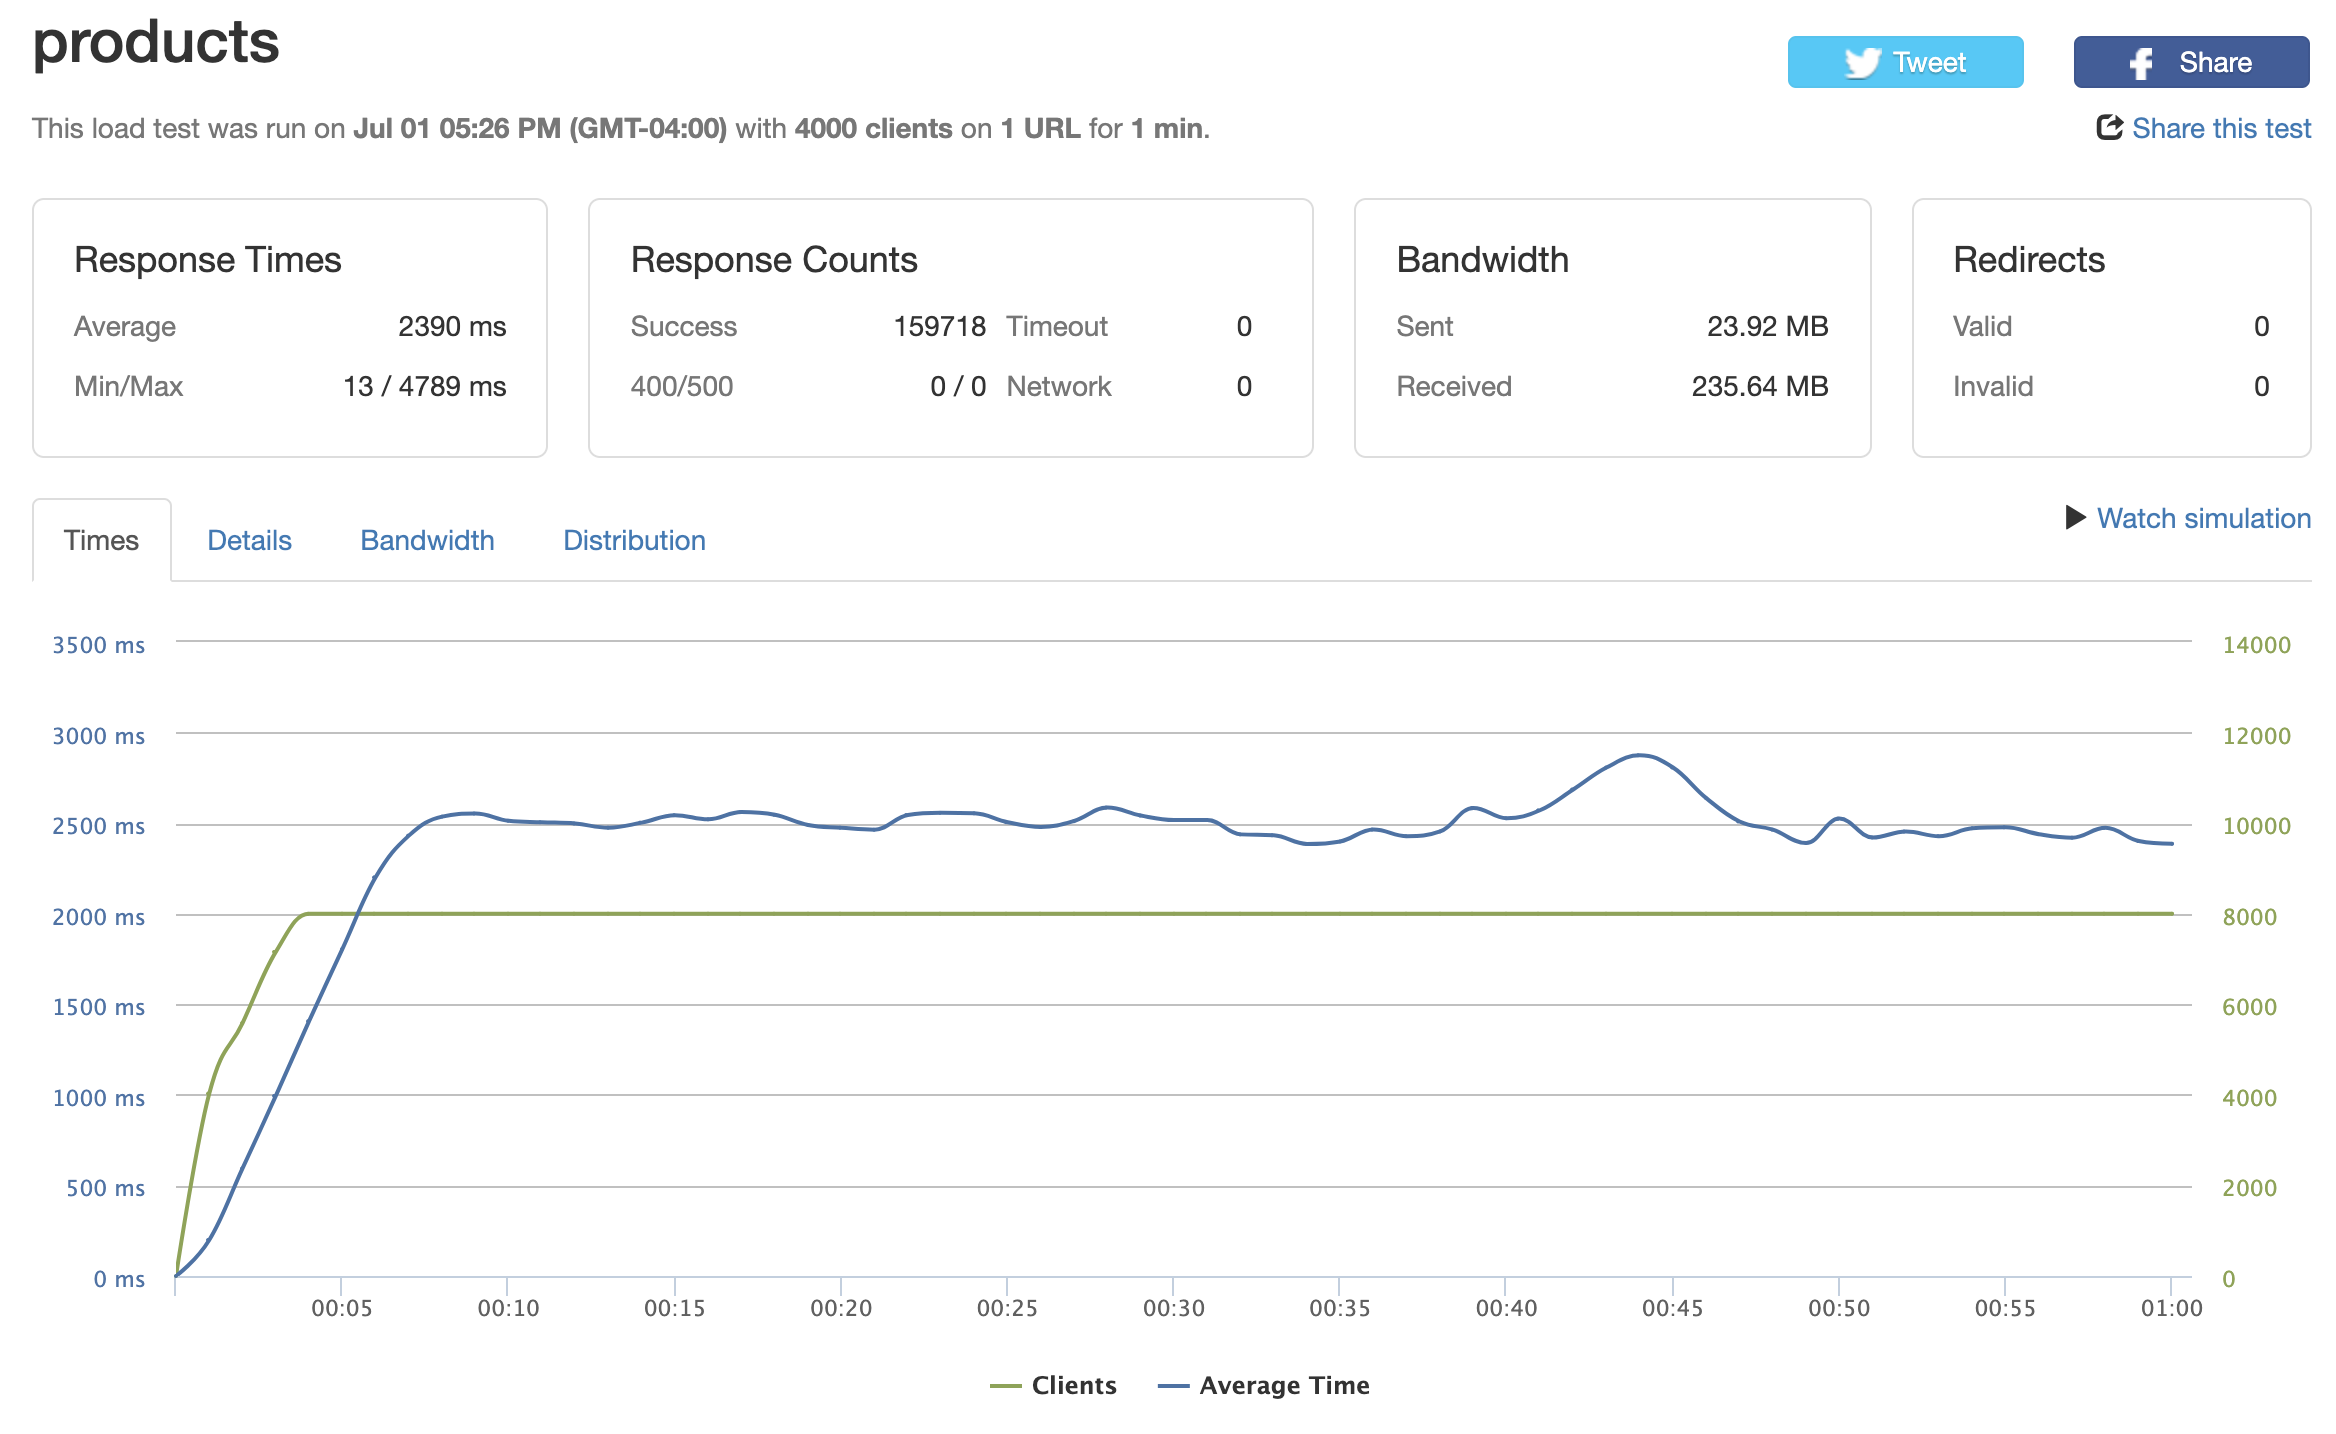 products
Tweet
Share
This load test was run on Jul 01 05:26 PM (GMT-04:00) with 4000 clients on 1 URL for 1 min.
Share this test
Response Times
Average 2390 ms
Min/Max 13 / 4789 ms
Response Counts
Success 159718 Timeout 0
400/500 0 / 0 Network 0
Bandwidth
Sent 23.92 MB
Received 235.64 MB
Redirects
Valid 0
Invalid 0
Times Details Bandwidth Distribution
Watch simulation
3500 ms 14000
3000 ms 12000
2500 ms 10000
2000 ms 8000
1500 ms 6000
1000 ms 4000
500 ms 2000
0 ms 0
00:05 00:10 00:15 00:20 00:25 00:30 00:35 00:40 00:45 00:50 00:55 01:00
Clients Average Time